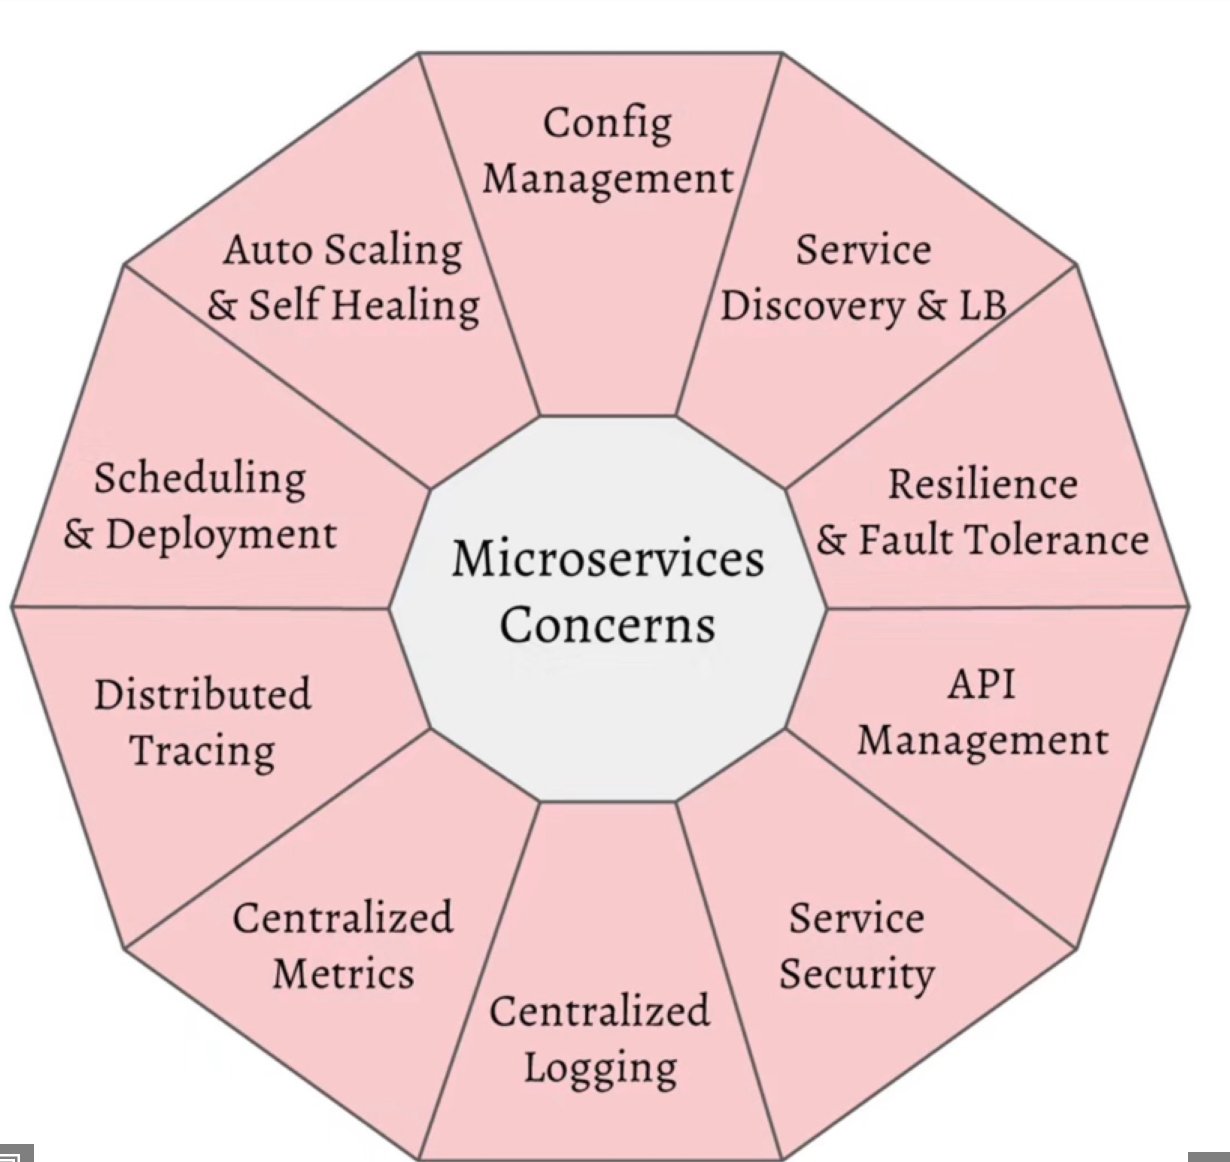 Config
Management
Service
Discovery & LB
Resilience
& Fault Tolerance
API
Management
Service
Security
Centralized
Logging
Centralized
Metrics
Distributed
Tracing
Scheduling
& Deployment
Auto Scaling
& Self Healing
Microservices
Concerns